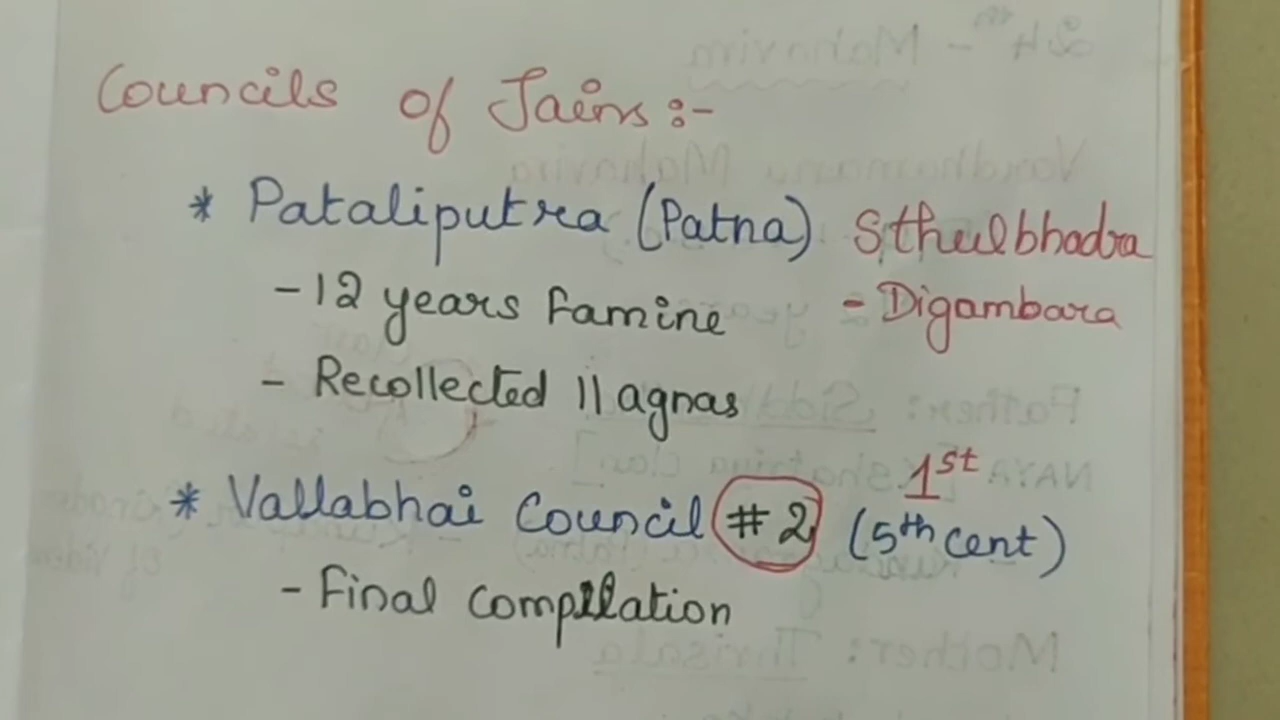 Councils of Jains :-
* Pataliputra (Patna) Sthulbhadra
- 12 years Famine - Digambara
- Recollected 11 agnas
1st
* Vallabhai Council #2 (5th cent)
- Final Compilation